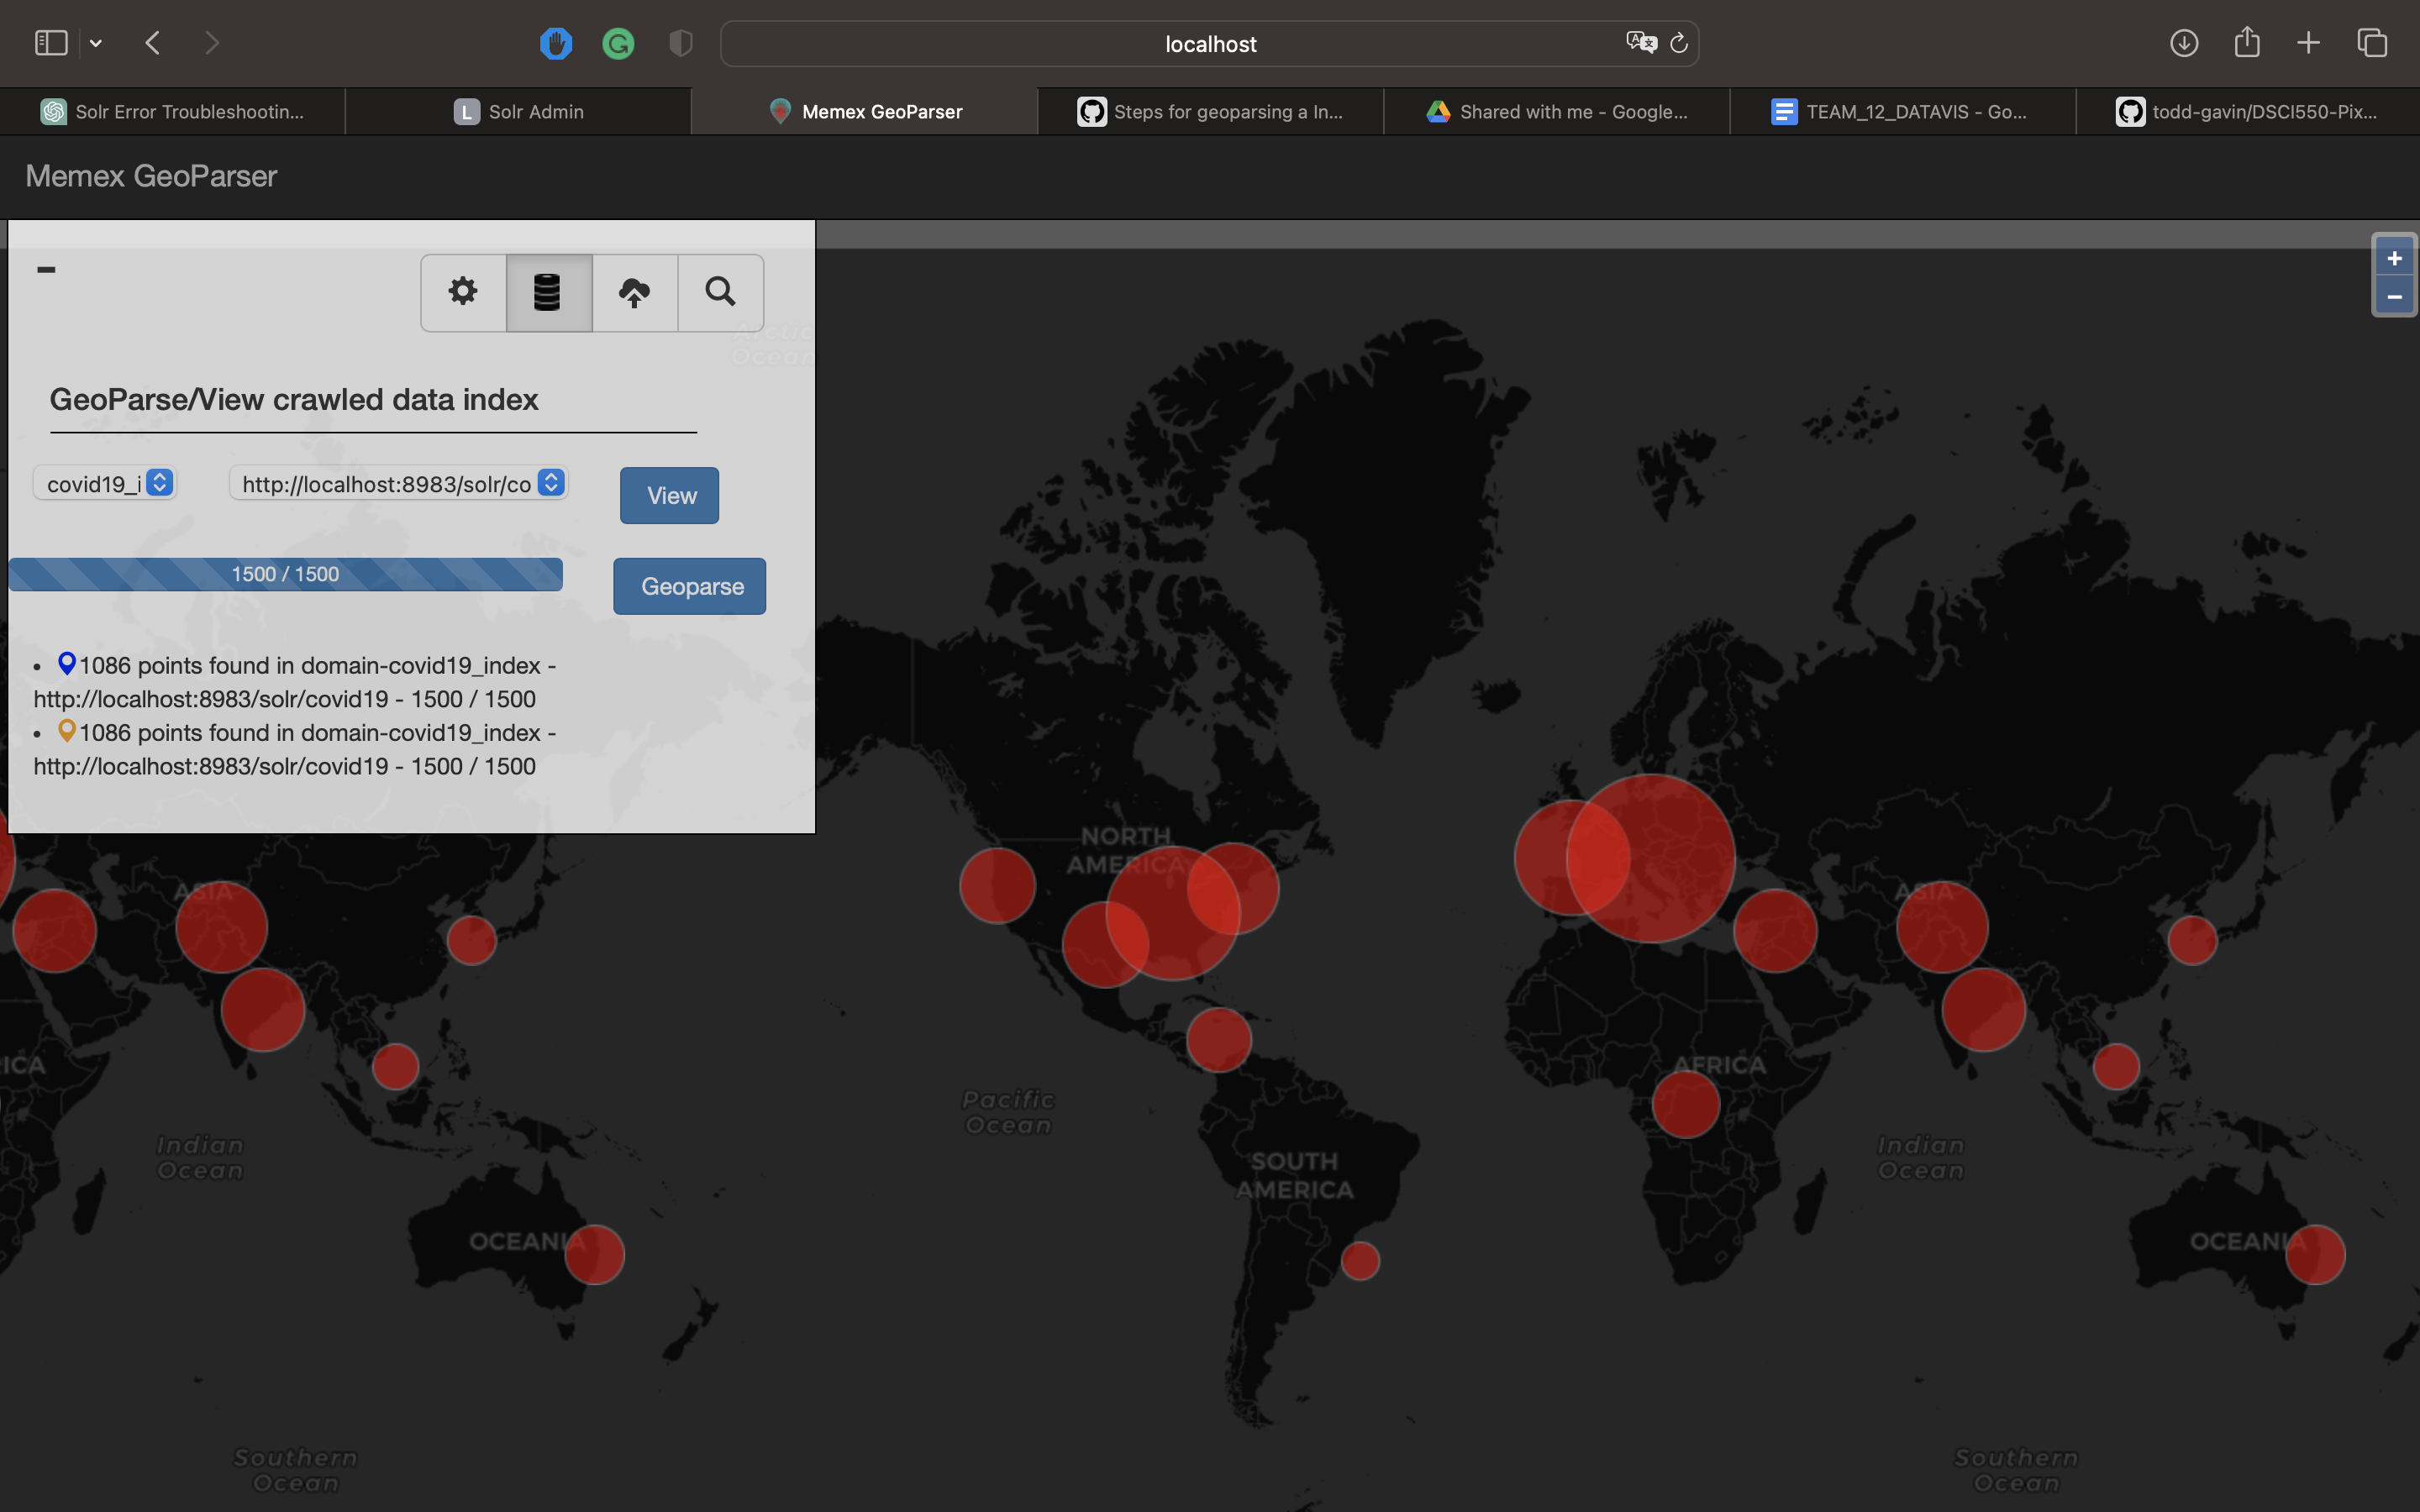 localhost
Solr Error Troubleshootin...
L Solr Admin
Memex GeoParser
Steps for geoparsing a In...
Shared with me - Google...
TEAM_12_DATAVIS - Go...
todd-gavin/DSCI550-Pix...
Memex GeoParser
+
−
Arctic
Ocean
GeoParse/View crawled data index
covid19_i
http://localhost:8983/solr/co
View
1500 / 1500
Geoparse
• 1086 points found in domain-covid19_index -
http://localhost:8983/solr/covid19 - 1500 / 1500
• 1086 points found in domain-covid19_index -
http://localhost:8983/solr/covid19 - 1500 / 1500
NORTH
AMERICA
ASIA
ASIA
RICA
AFRICA
Pacific
Ocean
Indian
Ocean
SOUTH
AMERICA
Indian
Ocean
OCEANIA
OCEANIA
Southern
Ocean
Southern
Ocean